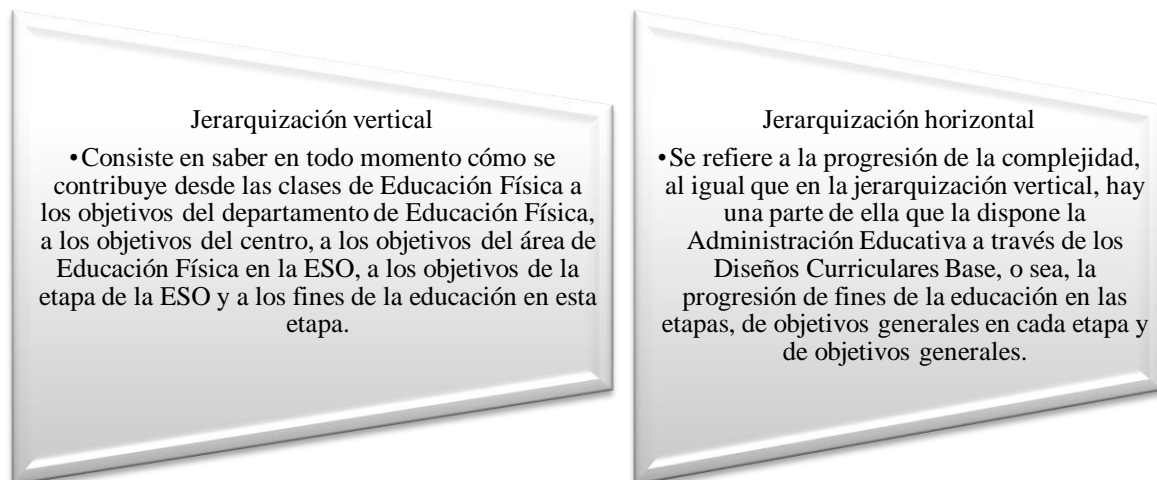 Jerarquización vertical
•Consiste en saber en todo momento cómo se
contribuye desde las clases de Educación Física a
los objetivos del departamento de Educación Física,
a los objetivos del centro, a los objetivos del área de
Educación Física en la ESO, a los objetivos de la
etapa de la ESO y a los fines de la educación en esta
etapa.
Jerarquización horizontal
•Se refiere a la progresión de la complejidad,
al igual que en la jerarquización vertical, hay
una parte de ella que la dispone la
Administración Educativa a través de los
Diseños Curriculares Base, o sea, la
progresión de fines de la educación en las
etapas, de objetivos generales en cada etapa y
de objetivos generales.